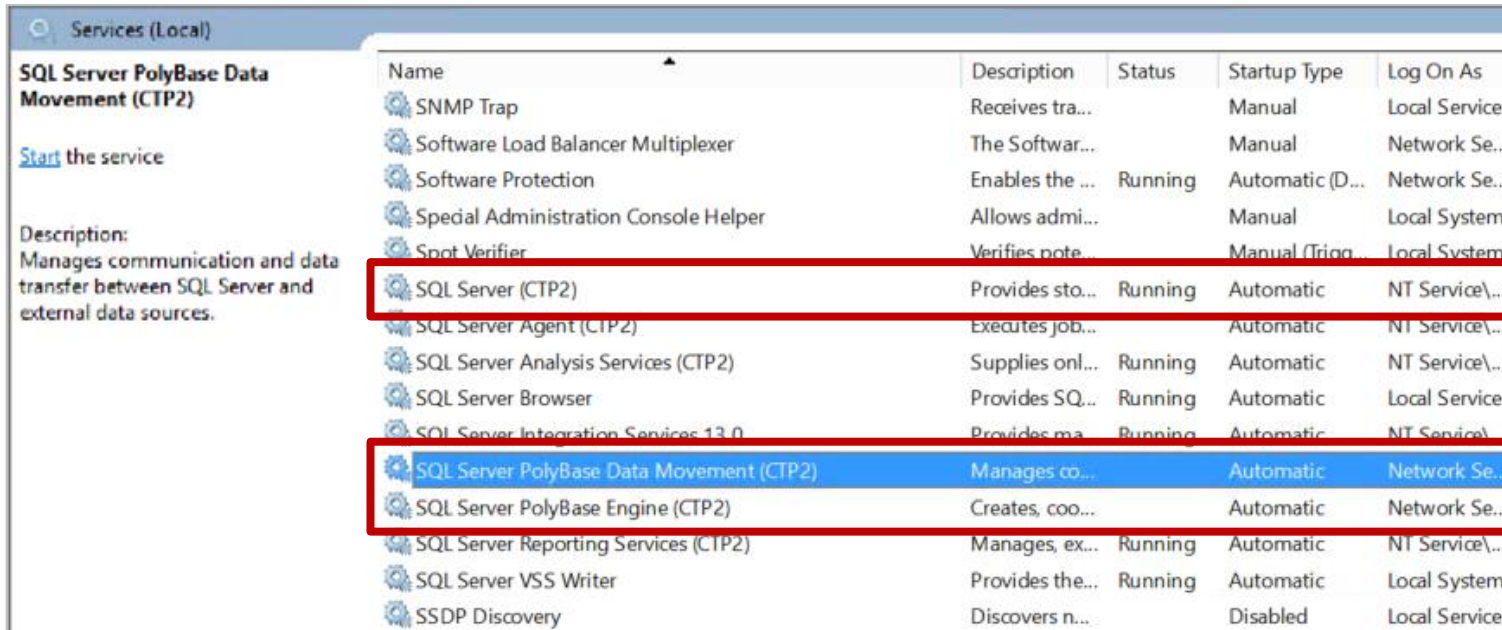 Services (Local)
SQL Server PolyBase Data
Movement (CTP2)
Start the service
Description:
Manages communication and data
transfer between SQL Server and
external data sources.
Name Description Status Startup Type Log On As
SNMP Trap Receives tra... Manual Local Service
Software Load Balancer Multiplexer The Softwar... Manual Network Se..
Software Protection Enables the ... Running Automatic (D... Network Se..
Special Administration Console Helper Allows admi... Manual Local System
Spot Verifier Verifies pote... Manual (Trigg... Local System
SQL Server (CTP2) Provides sto... Running Automatic NT Service\..
SQL Server Agent (CTP2) Executes job... Automatic NT Service\..
SQL Server Analysis Services (CTP2) Supplies onl... Running Automatic NT Service\..
SQL Server Browser Provides SQ... Running Automatic Local Service
SQL Server Integration Services 13.0 Provides ma... Running Automatic NT Service\..
SQL Server PolyBase Data Movement (CTP2) Manages co... Automatic Network Se..
SQL Server PolyBase Engine (CTP2) Creates, coo... Automatic Network Se..
SQL Server Reporting Services (CTP2) Manages, ex... Running Automatic NT Service\..
SQL Server VSS Writer Provides the... Running Automatic Local System
SSDP Discovery Discovers n... Disabled Local Service